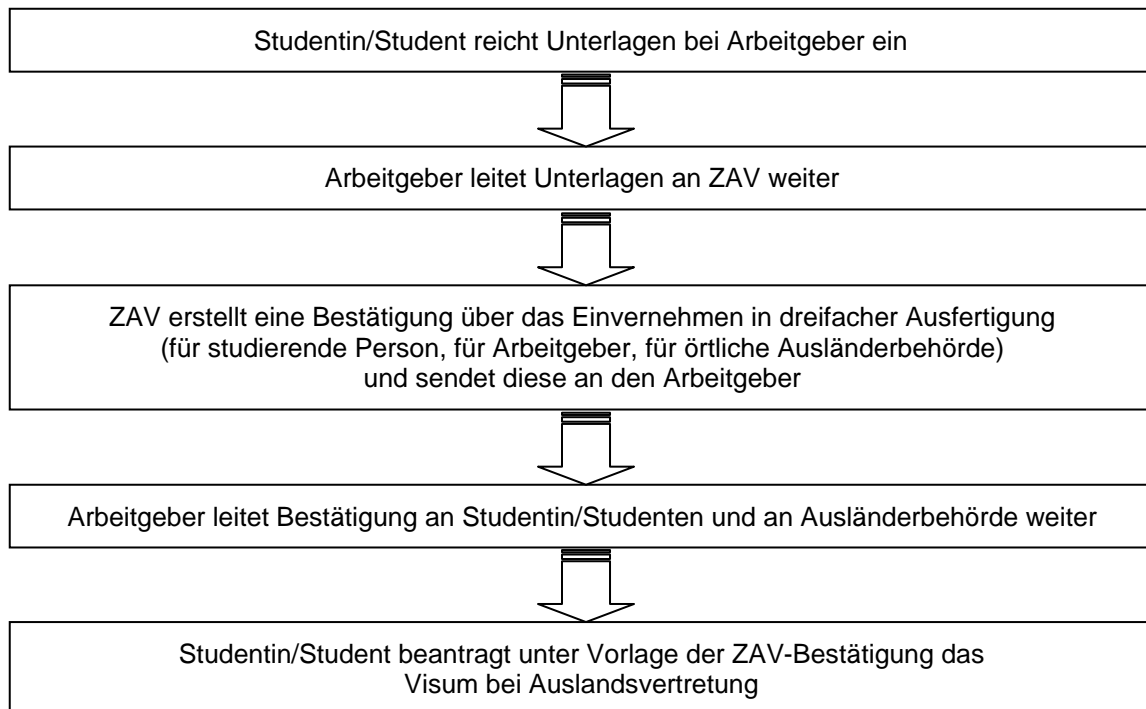 Studentin/Student reicht Unterlagen bei Arbeitgeber ein
Arbeitgeber leitet Unterlagen an ZAV weiter
ZAV erstellt eine Bestätigung über das Einvernehmen in dreifacher Ausfertigung
(für studierende Person, für Arbeitgeber, für örtliche Ausländerbehörde)
und sendet diese an den Arbeitgeber
Arbeitgeber leitet Bestätigung an Studentin/Studenten und an Ausländerbehörde weiter
Studentin/Student beantragt unter Vorlage der ZAV-Bestätigung das
Visum bei Auslandsvertretung